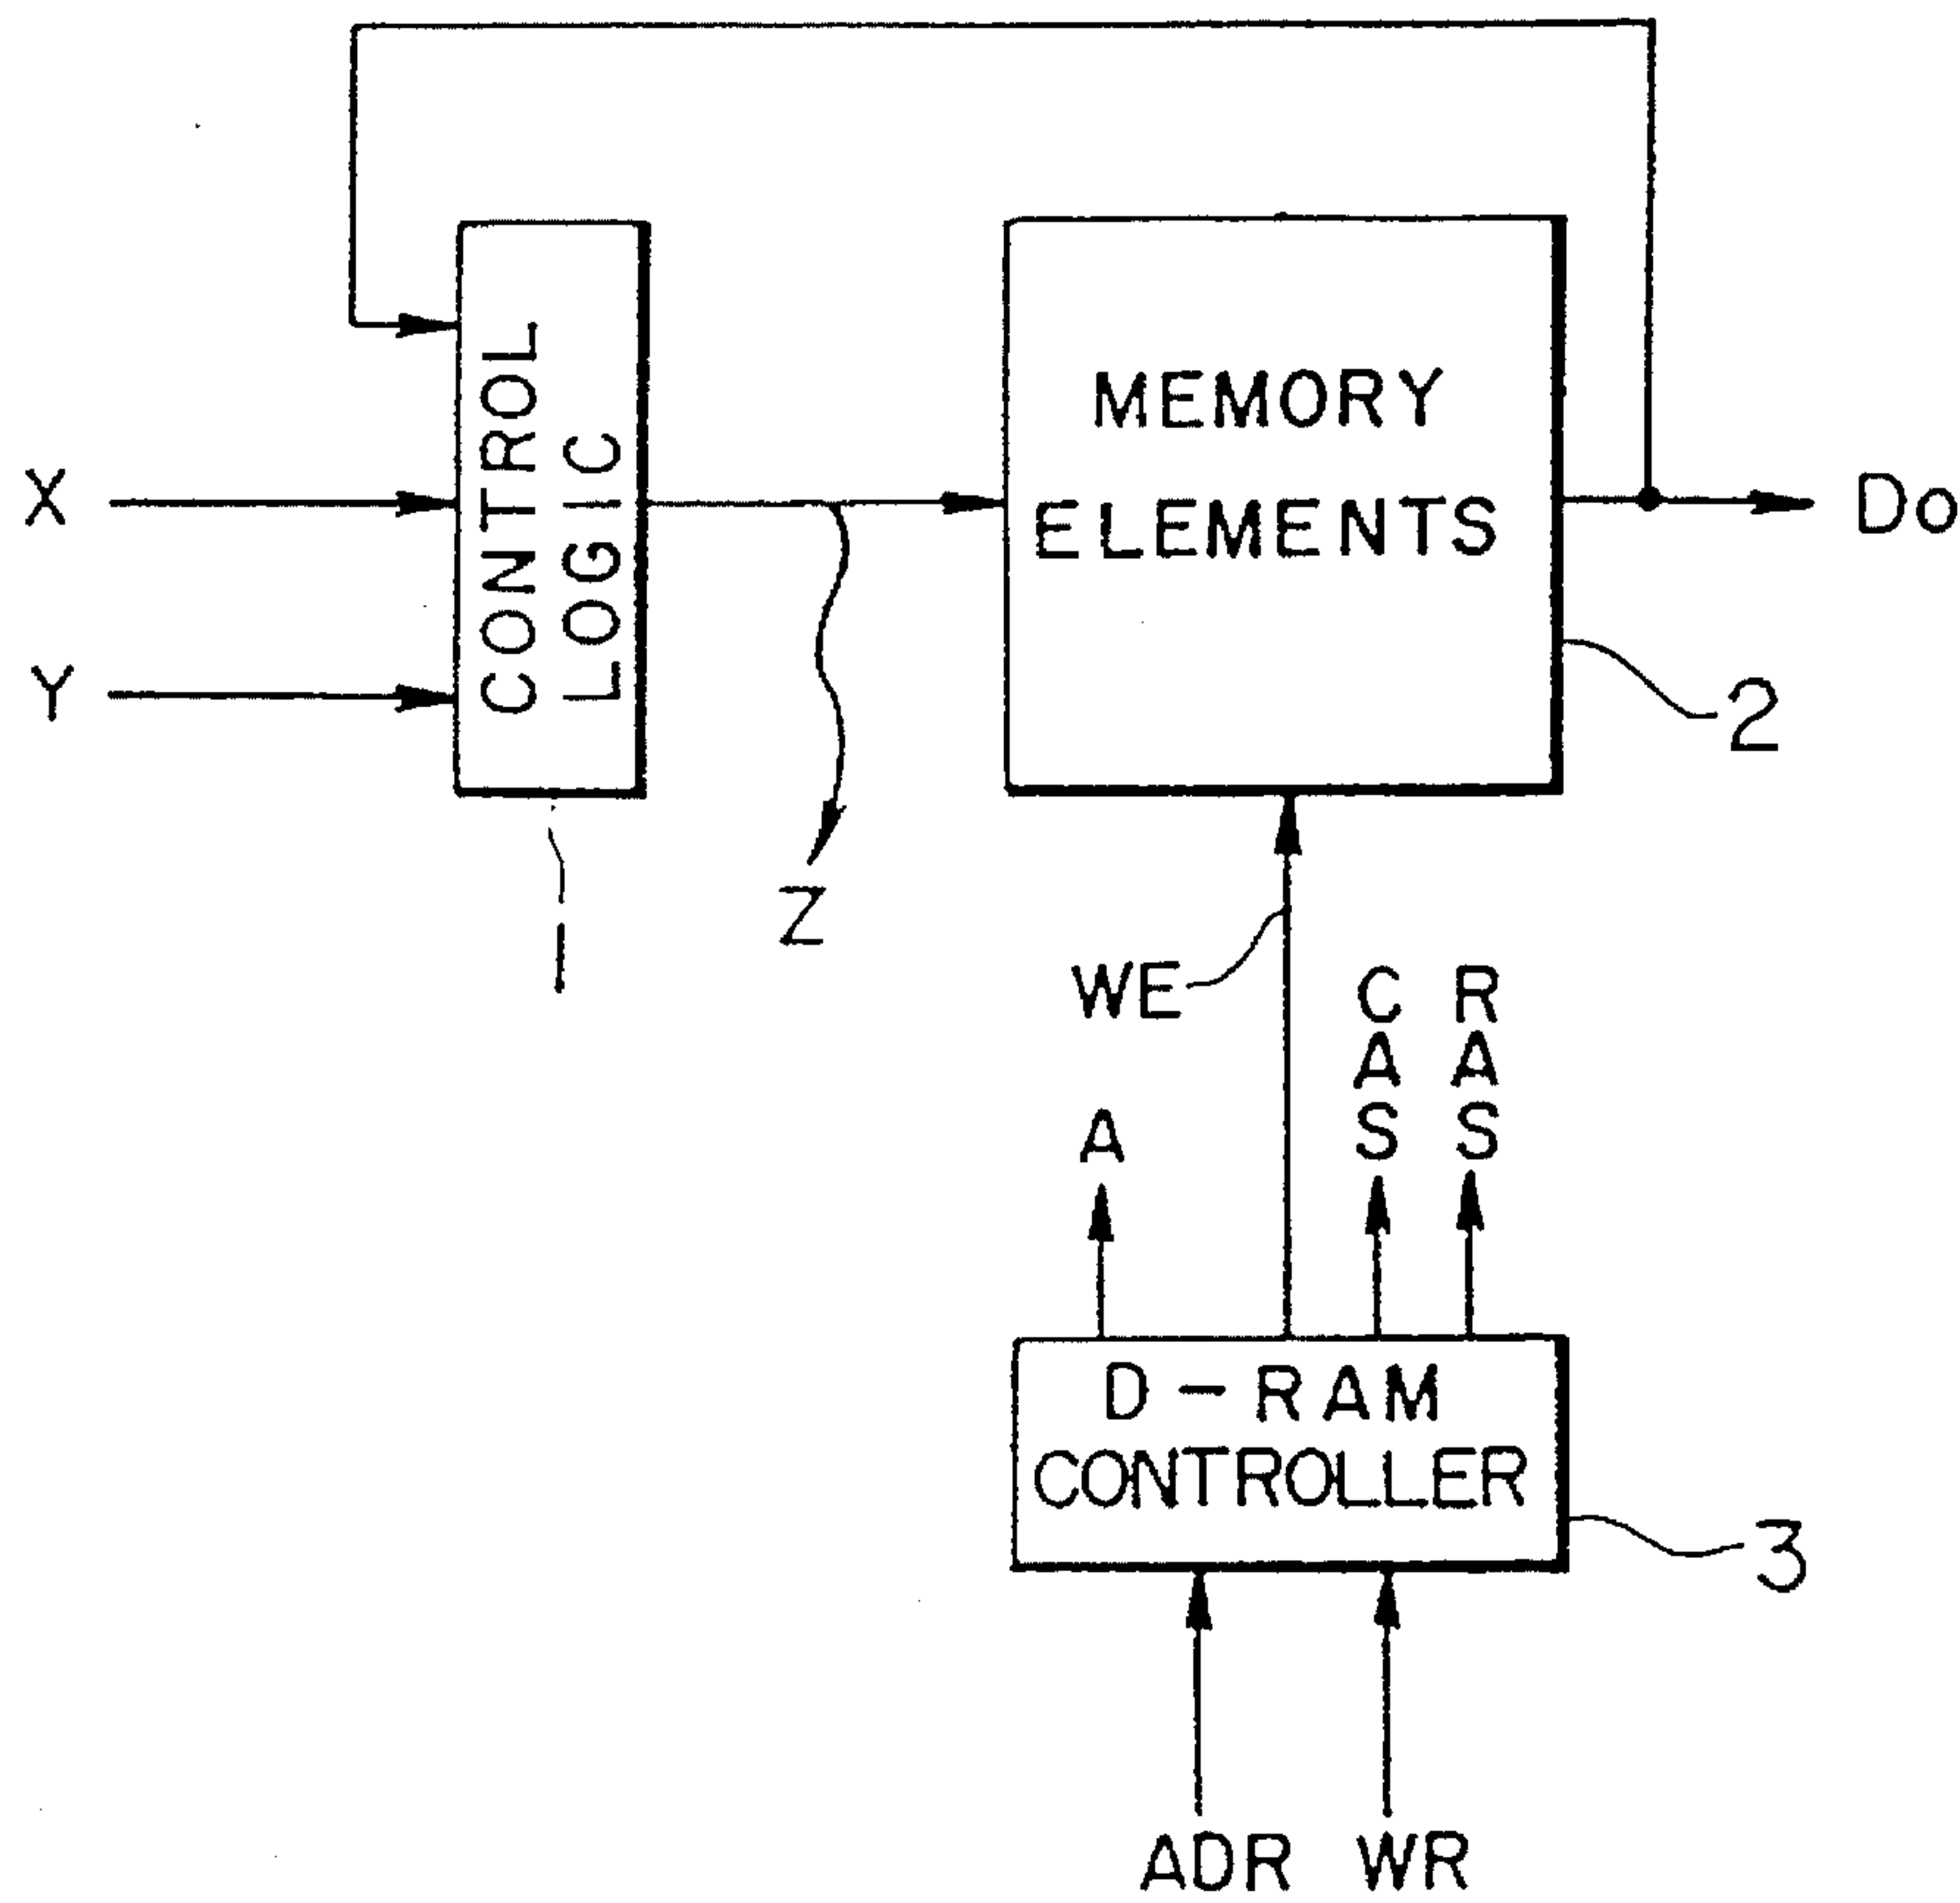 CONTROL
LOGIC
MEMORY
ELEMENTS
X
Do
Y
2
Z
1
WE
CAS
RAS
A
D-RAM
CONTROLLER
3
ADR WR